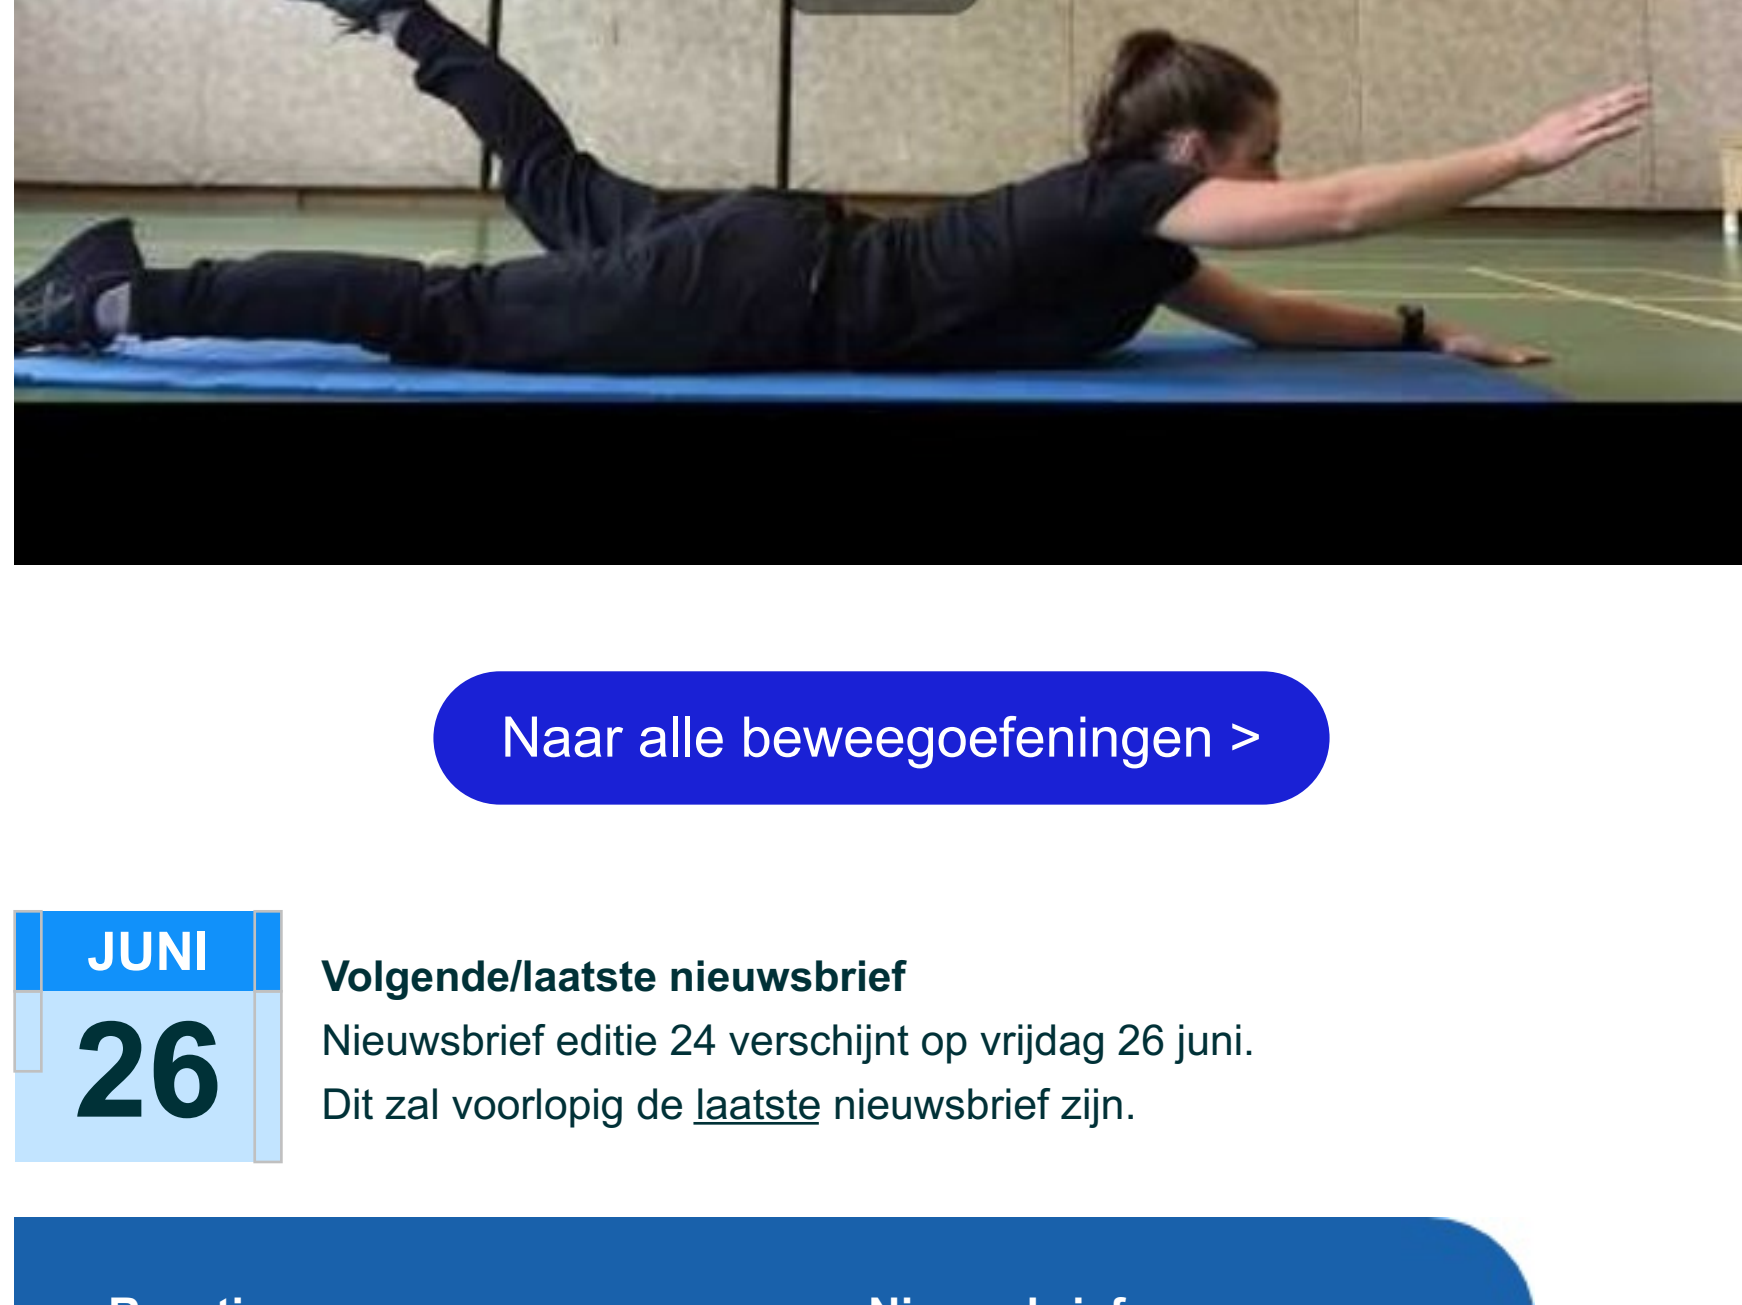 Naar alle beweegoefeningen >
JUNI
26
Volgende/laatste nieuwsbrief
Nieuwsbrief editie 24 verschijnt op vrijdag 26 juni.
Dit zal voorlopig de laatste nieuwsbrief zijn.